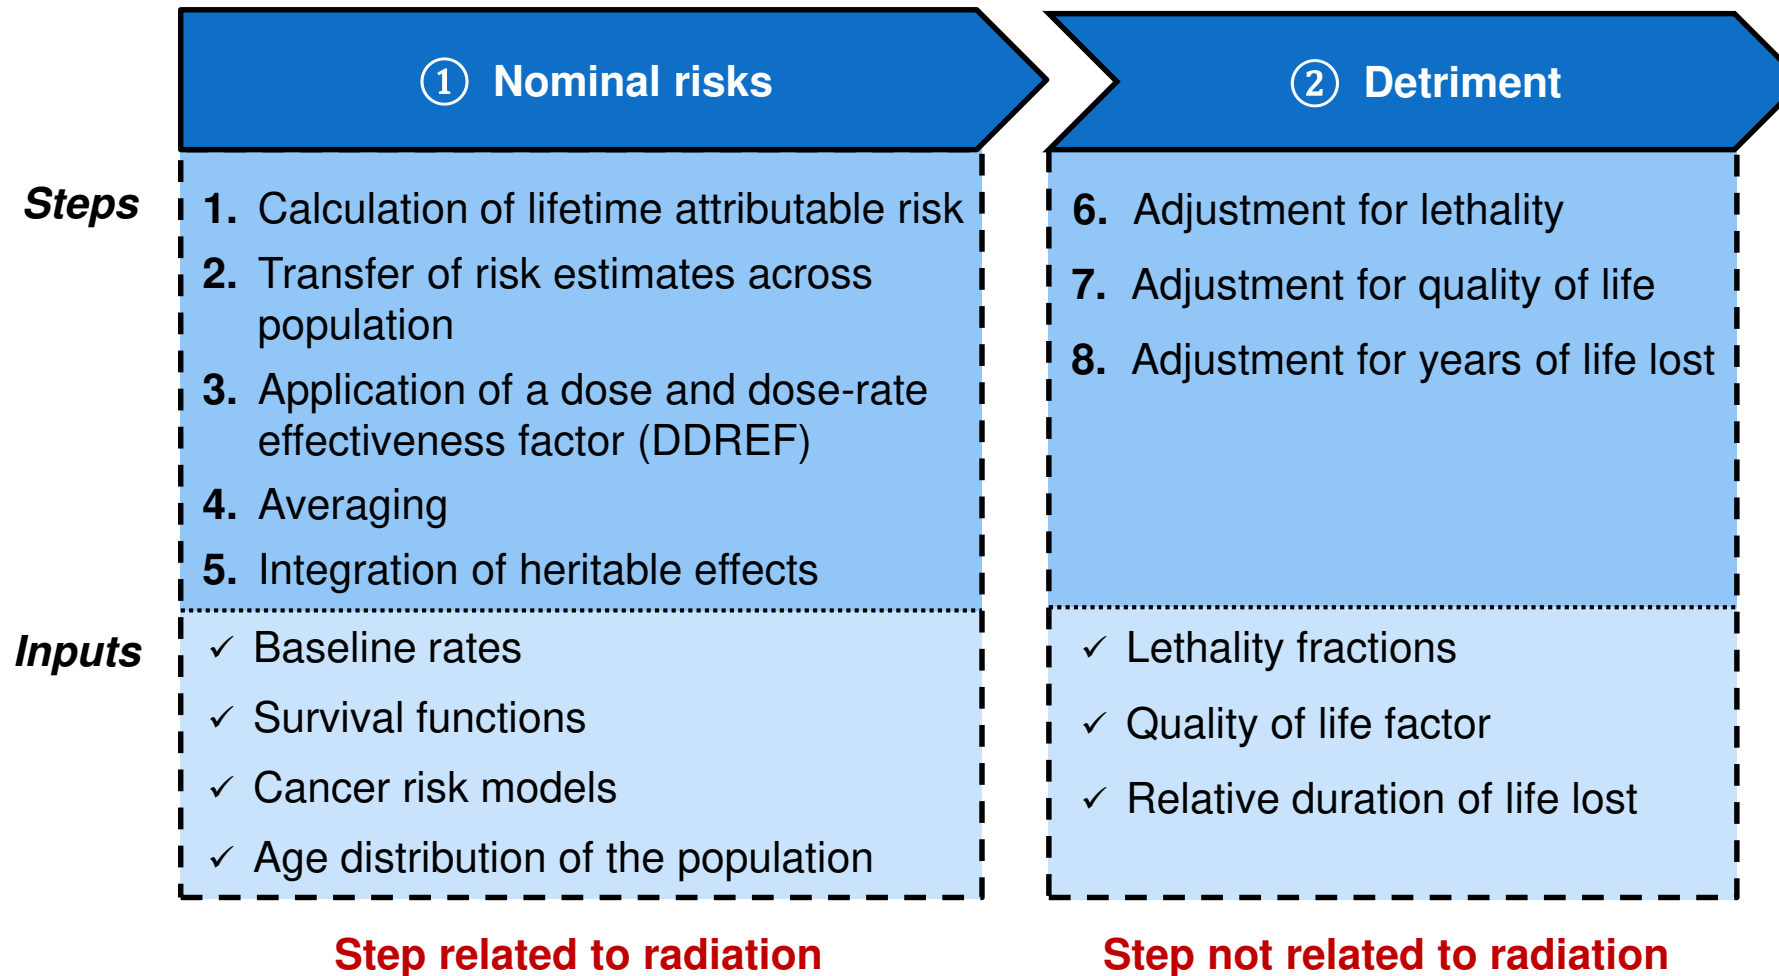 ① Nominal risks
② Detriment
Steps
1. Calculation of lifetime attributable risk
2. Transfer of risk estimates across
population
3. Application of a dose and dose-rate
effectiveness factor (DDREF)
4. Averaging
5. Integration of heritable effects
6. Adjustment for lethality
7. Adjustment for quality of life
8. Adjustment for years of life lost
Inputs
✓ Baseline rates
✓ Survival functions
✓ Cancer risk models
✓ Age distribution of the population
✓ Lethality fractions
✓ Quality of life factor
✓ Relative duration of life lost
Step related to radiation
Step not related to radiation